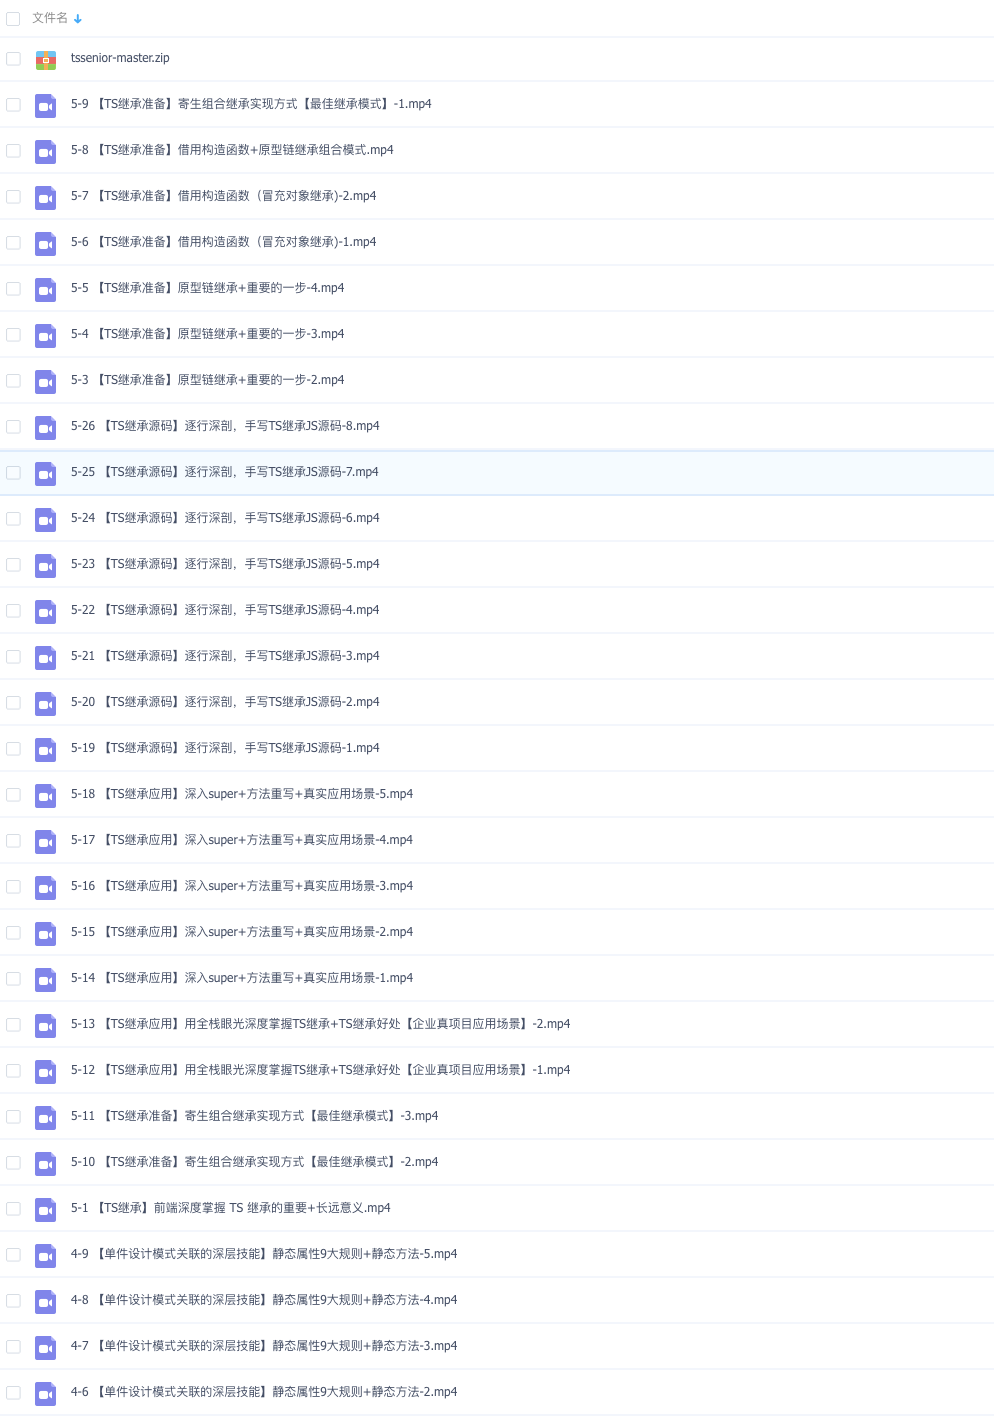 文件名
tssenior-master.zip
5-9 【TS继承准备】寄生组合继承实现方式【最佳继承模式】-1.mp4
5-8 【TS继承准备】借用构造函数+原型链继承组合模式.mp4
5-7 【TS继承准备】借用构造函数（冒充对象继承)-2.mp4
5-6 【TS继承准备】借用构造函数（冒充对象继承)-1.mp4
5-5 【TS继承准备】原型链继承+重要的一步-4.mp4
5-4 【TS继承准备】原型链继承+重要的一步-3.mp4
5-3 【TS继承准备】原型链继承+重要的一步-2.mp4
5-26 【TS继承源码】逐行深剖，手写TS继承JS源码-8.mp4
5-25 【TS继承源码】逐行深剖，手写TS继承JS源码-7.mp4
5-24 【TS继承源码】逐行深剖，手写TS继承JS源码-6.mp4
5-23 【TS继承源码】逐行深剖，手写TS继承JS源码-5.mp4
5-22 【TS继承源码】逐行深剖，手写TS继承JS源码-4.mp4
5-21 【TS继承源码】逐行深剖，手写TS继承JS源码-3.mp4
5-20 【TS继承源码】逐行深剖，手写TS继承JS源码-2.mp4
5-19 【TS继承源码】逐行深剖，手写TS继承JS源码-1.mp4
5-18 【TS继承应用】深入super+方法重写+真实应用场景-5.mp4
5-17 【TS继承应用】深入super+方法重写+真实应用场景-4.mp4
5-16 【TS继承应用】深入super+方法重写+真实应用场景-3.mp4
5-15 【TS继承应用】深入super+方法重写+真实应用场景-2.mp4
5-14 【TS继承应用】深入super+方法重写+真实应用场景-1.mp4
5-13 【TS继承应用】用全栈眼光深度掌握TS继承+TS继承好处【企业真项目应用场景】-2.mp4
5-12 【TS继承应用】用全栈眼光深度掌握TS继承+TS继承好处【企业真项目应用场景】-1.mp4
5-11 【TS继承准备】寄生组合继承实现方式【最佳继承模式】-3.mp4
5-10 【TS继承准备】寄生组合继承实现方式【最佳继承模式】-2.mp4
5-1 【TS继承】前端深度掌握 TS 继承的重要+长远意义.mp4
4-9 【单件设计模式关联的深层技能】静态属性9大规则+静态方法-5.mp4
4-8 【单件设计模式关联的深层技能】静态属性9大规则+静态方法-4.mp4
4-7 【单件设计模式关联的深层技能】静态属性9大规则+静态方法-3.mp4
4-6 【单件设计模式关联的深层技能】静态属性9大规则+静态方法-2.mp4